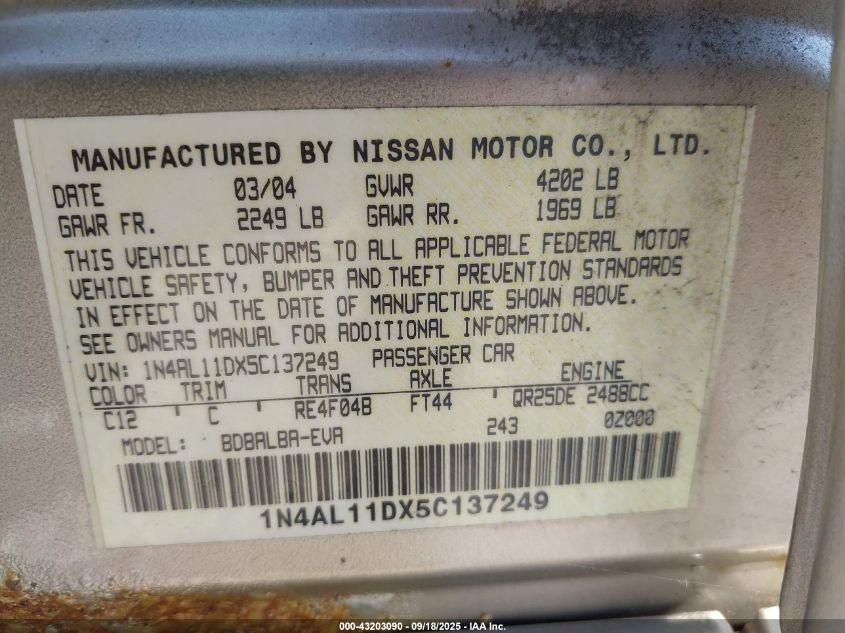 MANUFACTURED BY NISSAN MOTOR CO., LTD.
DATE 03/04 GVWR 4202 LB
GAWR FR. 2249 LB GAWR RR. 1969 LB
THIS VEHICLE CONFORMS TO ALL APPLICABLE FEDERAL MOTOR
VEHICLE SAFETY, BUMPER AND THEFT PREVENTION STANDARDS
IN EFFECT ON THE DATE OF MANUFACTURE SHOWN ABOVE.
SEE OWNERS MANUAL FOR ADDITIONAL INFORMATION.
VIN: 1N4AL11DX5C137249 PASSENGER CAR
COLOR TRIM TRANS AXLE ENGINE
C12 ' C ' RE4F04B FT44 ' QR25DE 2488CC
243 0Z000
MODEL: BDBALBA-EVA
1N4AL11DX5C137249
000-43203090 - 09/18/2025 - IAA Inc.